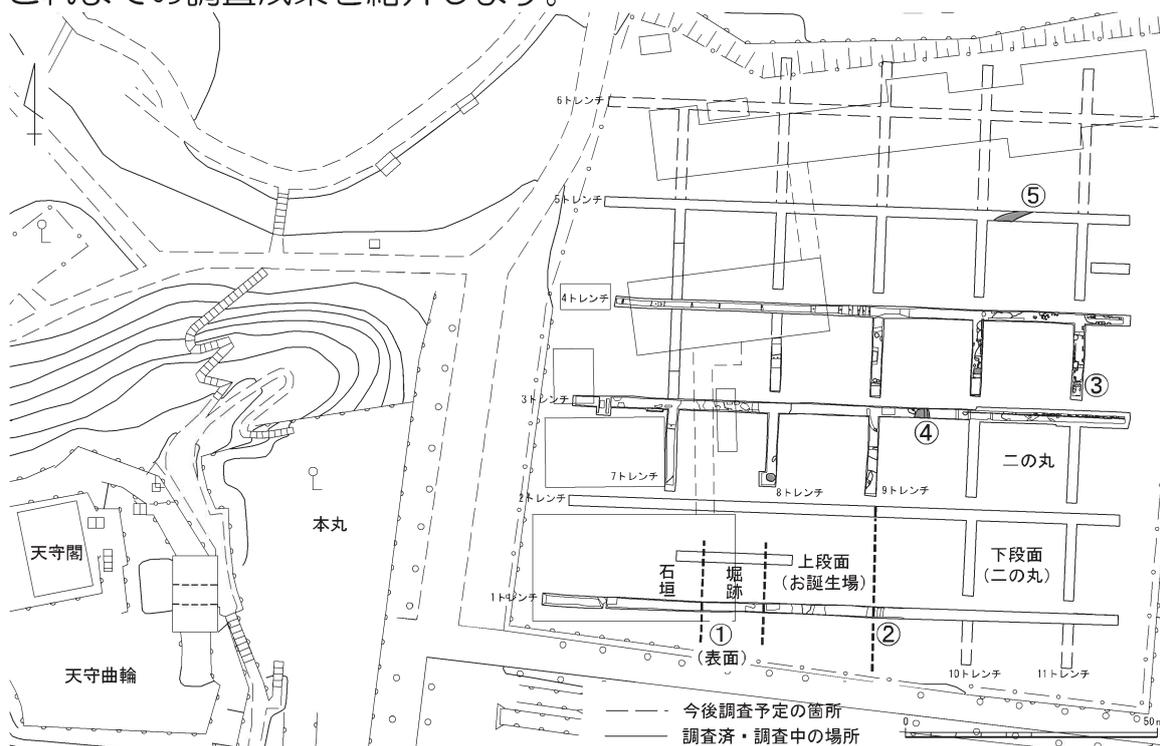 これまでの調査成果を紹介します。
6トレンチ
5トレンチ
⑤
4トレンチ
③
3トレンチ
④
二の丸
7トレンチ
8トレンチ
9トレンチ
2トレンチ
本丸
天守閣
石垣
堀跡
上段面
(お誕生場)
下段面
(二の丸)
1トレンチ
①
(表面)
②
天守曲輪
10トレンチ
11トレンチ
今後調査予定の箇所
調査済・調査中の場所
0
50m